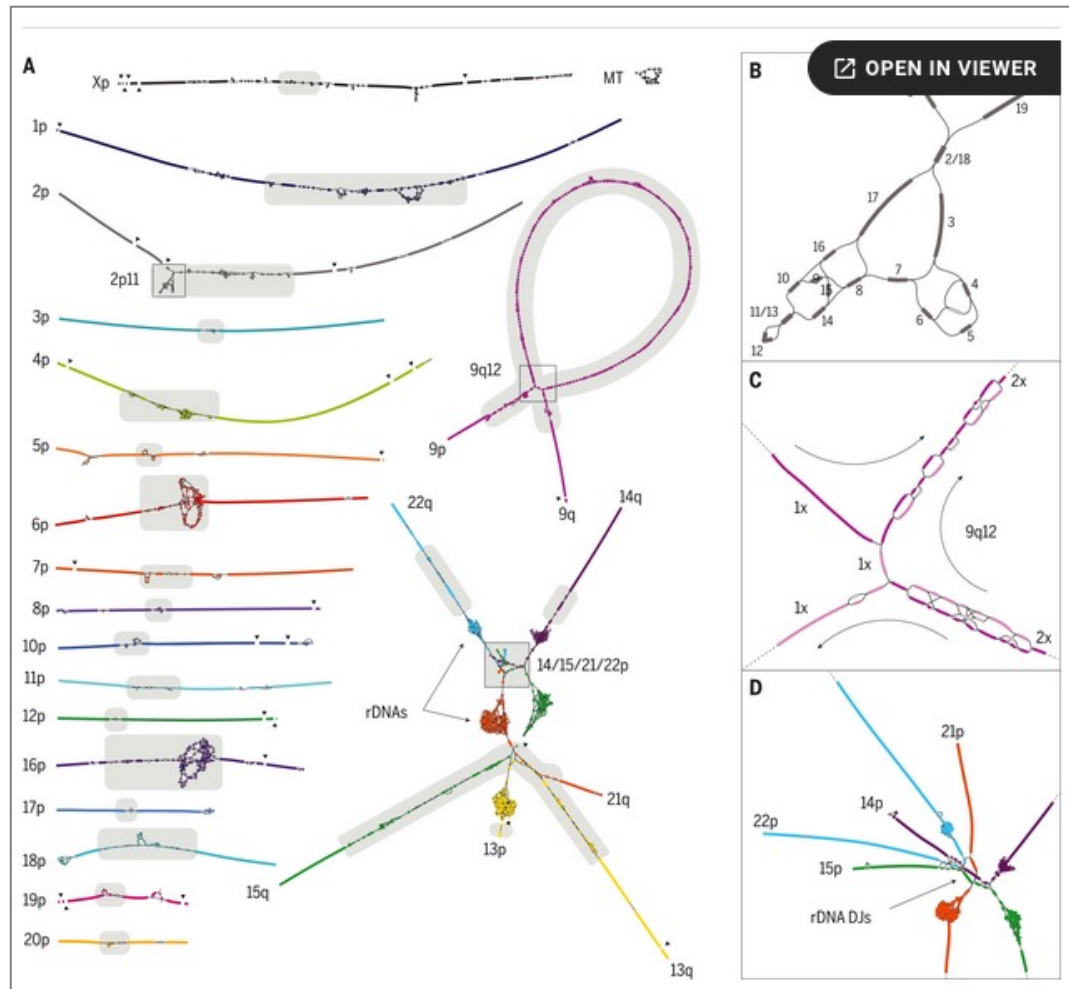 A
Xp
MT
1p
2p
2p11
3p
4p
5p
6p
7p
8p
10p
11p
12p
16p
17p
18p
19p
20p
9q12
9p
9q
22q
14q
14/15/21/22p
rDNAs
21q
13p
15q
13q
B
OPEN IN VIEWER
19
2/18
17
3
16
10
9
15
8
7
4
11/13
14
6
5
12
C
2x
1x
9q12
1x
1x
2x
D
21p
14p
22p
15p
rDNA DJs